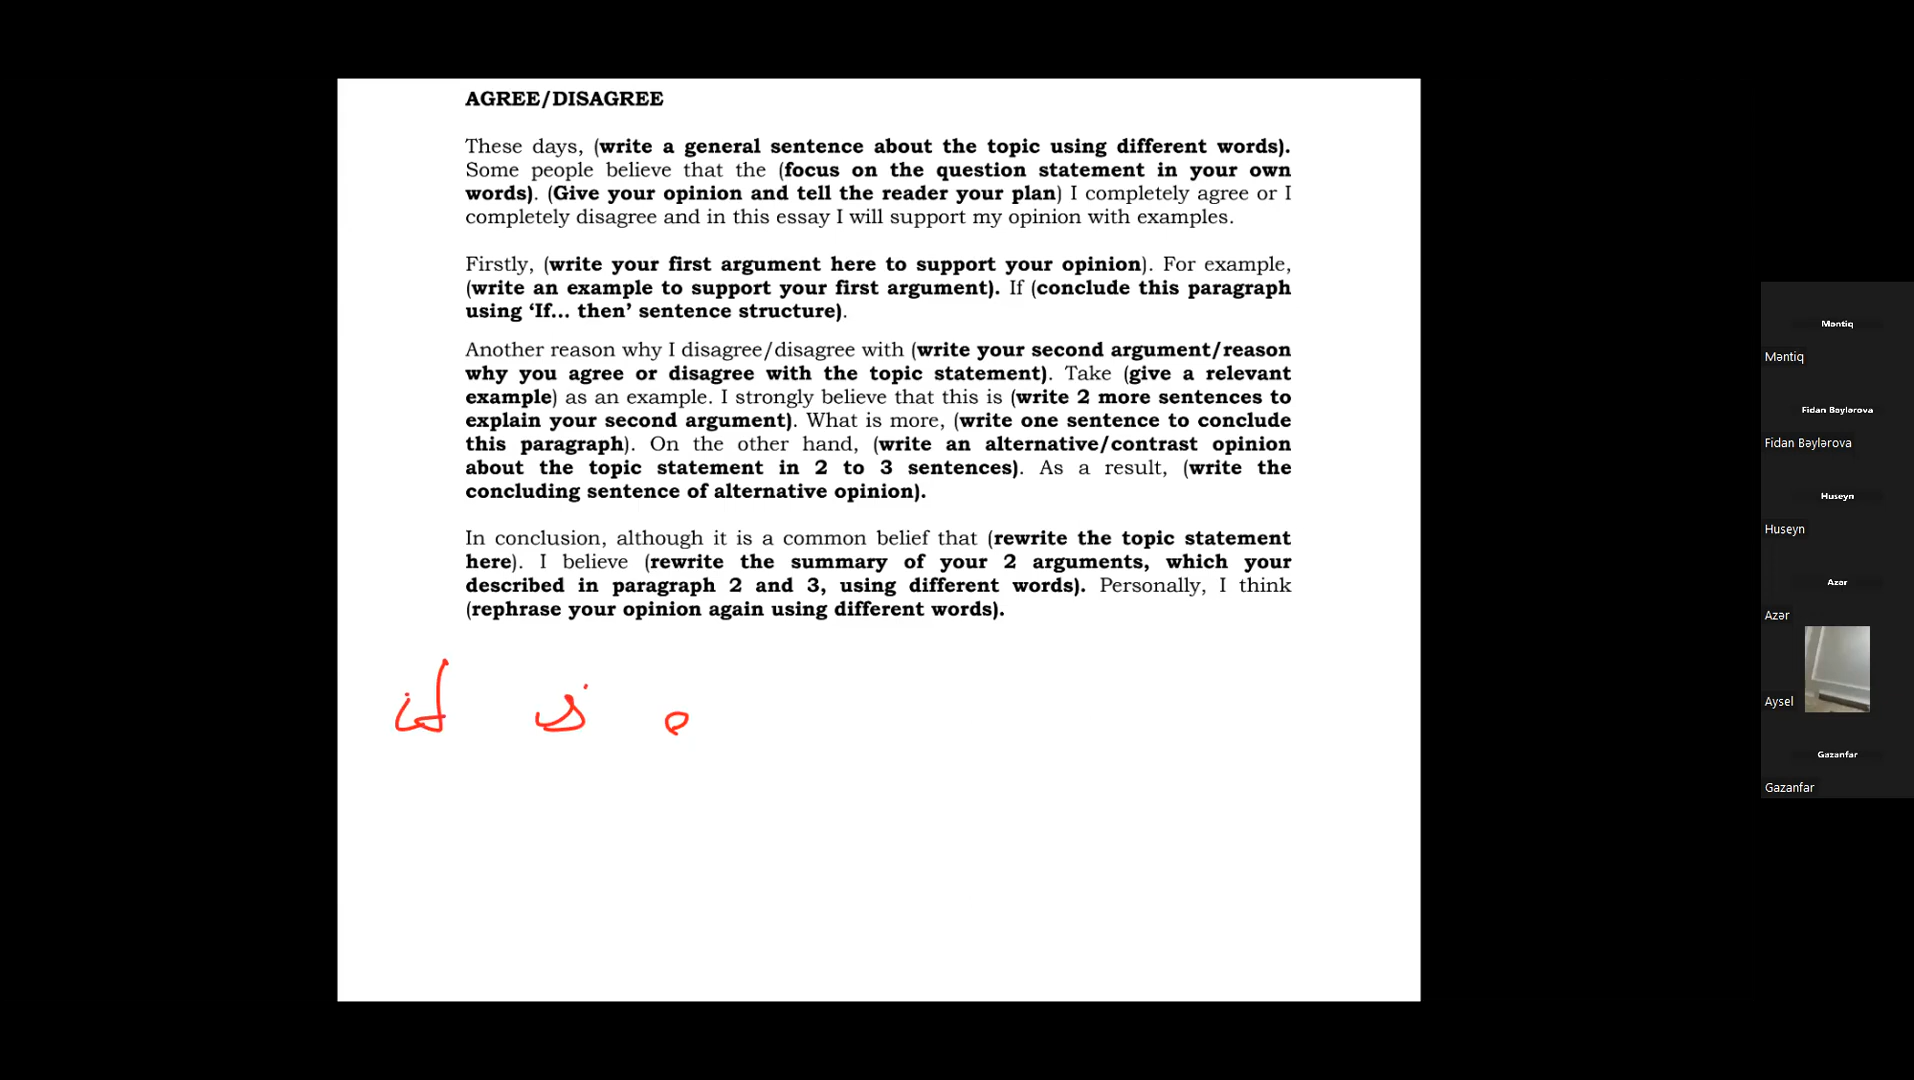 AGREE/DISAGREE
These days, (write a general sentence about the topic using different words).
Some people believe that the (focus on the question statement in your own
words). (Give your opinion and tell the reader your plan) I completely agree or I
completely disagree and in this essay I will support my opinion with examples.
Firstly, (write your first argument here to support your opinion). For example,
(write an example to support your first argument). If (conclude this paragraph
using ‘If... then’ sentence structure).
Another reason why I disagree/disagree with (write your second argument/reason
why you agree or disagree with the topic statement). Take (give a relevant
example) as an example. I strongly believe that this is (write 2 more sentences to
explain your second argument). What is more, (write one sentence to conclude
this paragraph). On the other hand, (write an alternative/contrast opinion
about the topic statement in 2 to 3 sentences). As a result, (write the
concluding sentence of alternative opinion).
In conclusion, although it is a common belief that (rewrite the topic statement
here). I believe (rewrite the summary of your 2 arguments, which your
described in paragraph 2 and 3, using different words). Personally, I think
(rephrase your opinion again using different words).
Məntiq
Məntiq
Fidan Bəylərova
Fidan Bəylərova
Huseyn
Huseyn
Azər
Azər
Aysel
Gazanfar
Gazanfar